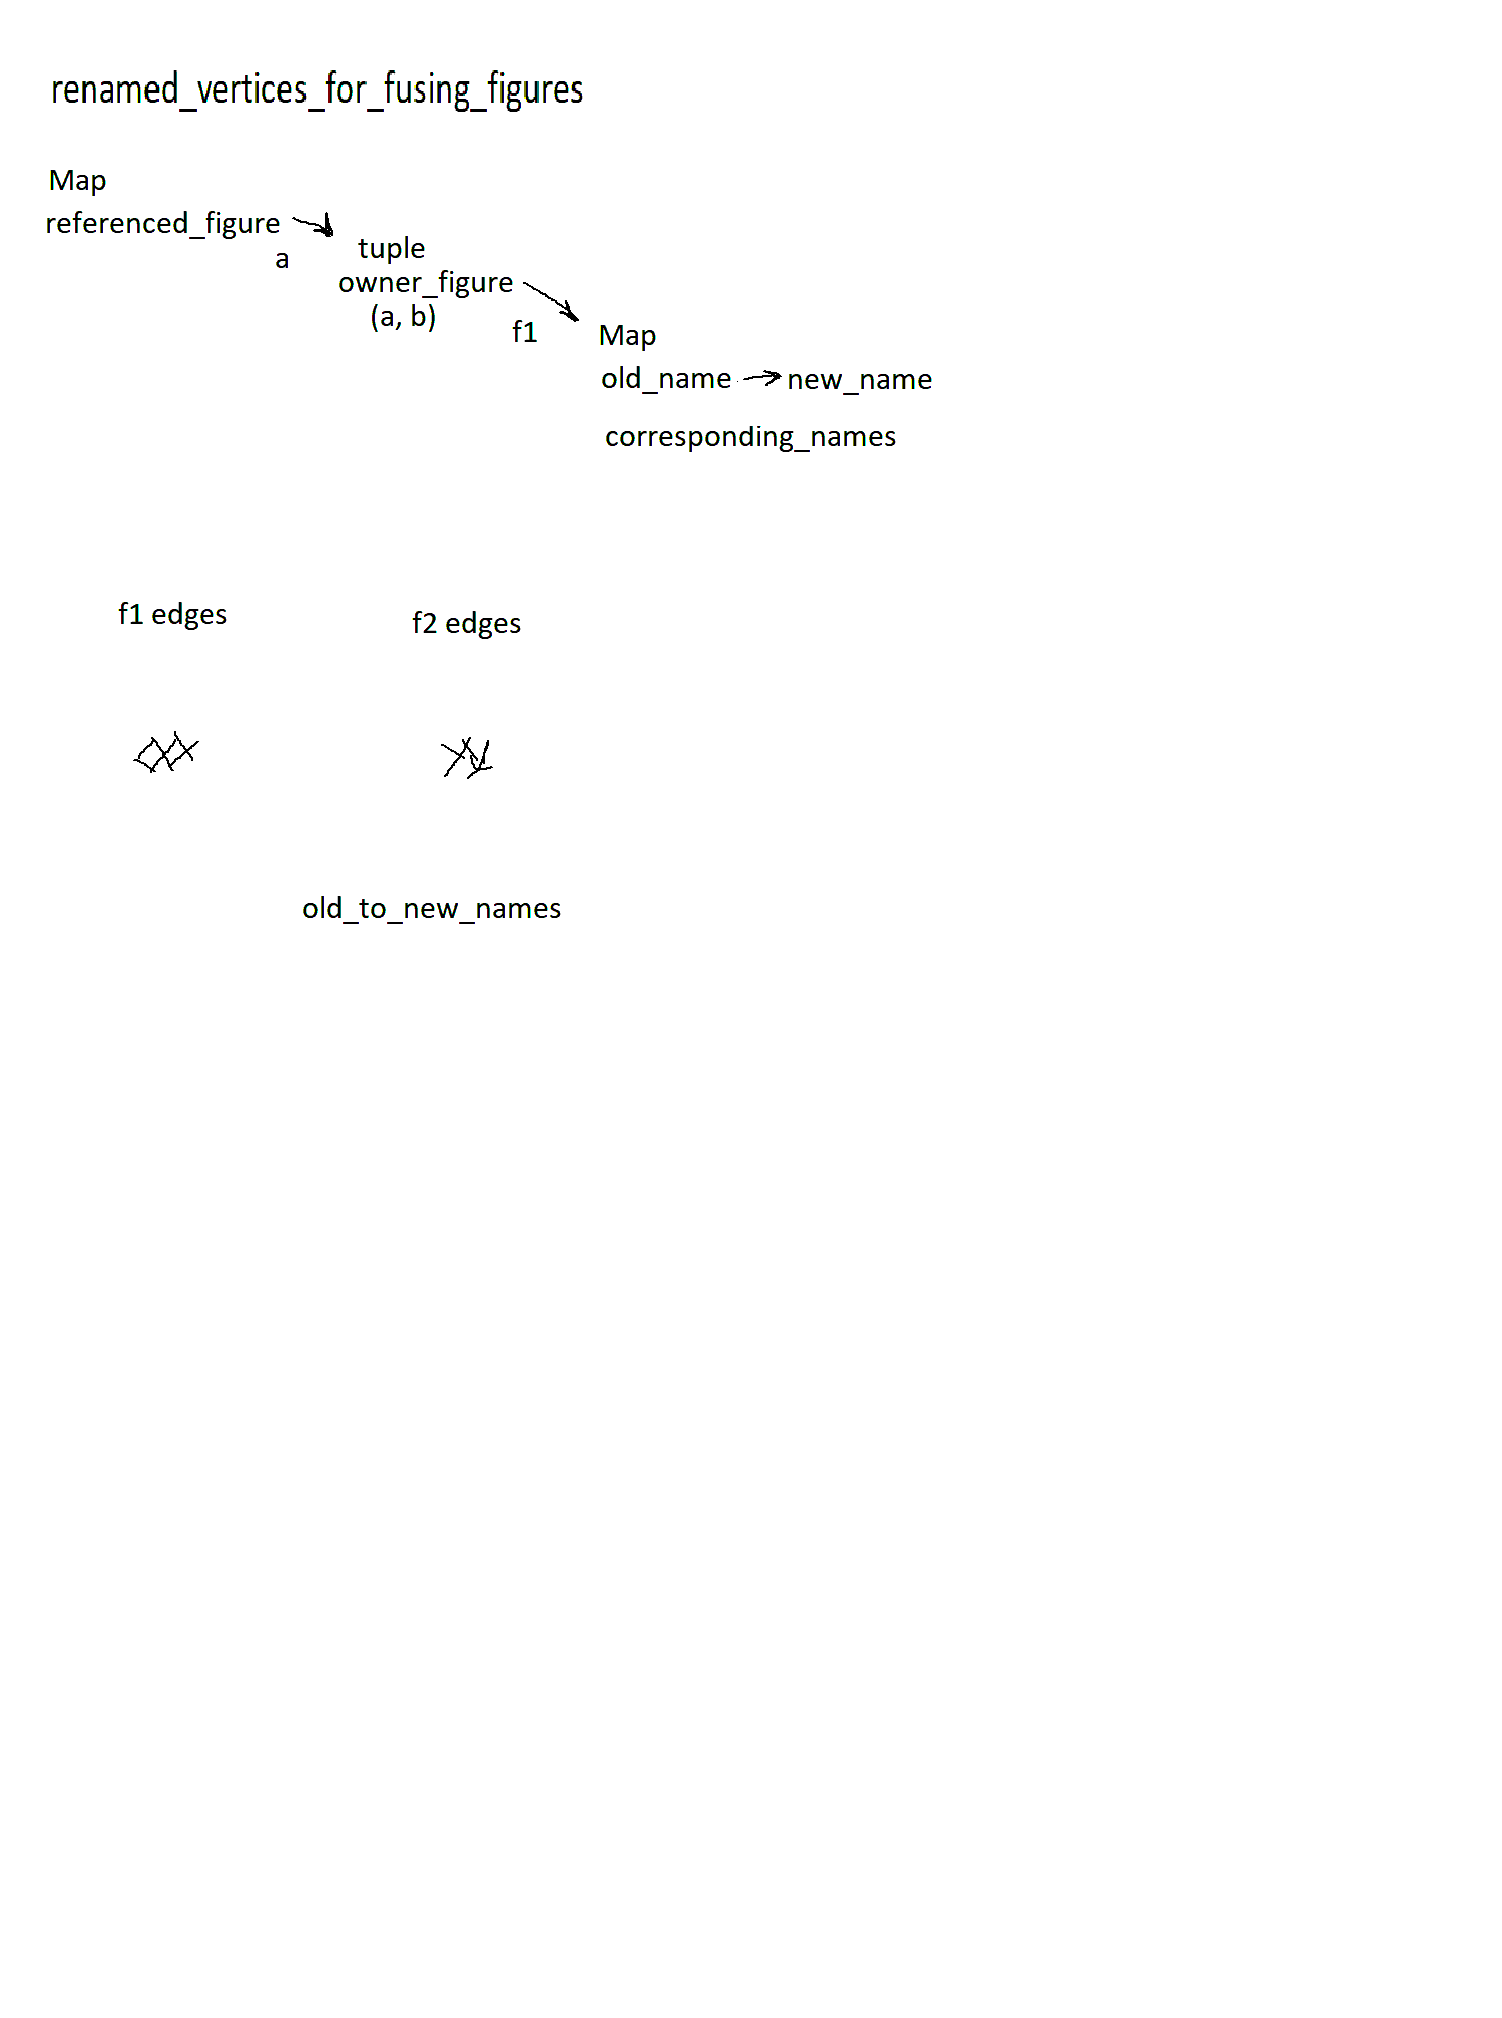 renamed_vertices_for_fusing_figures
Map
referenced_figure
a
tuple
owner_figure
(a, b)
f1
Map
old_name
new_name
corresponding_names
f1 edges
f2 edges
old_to_new_names